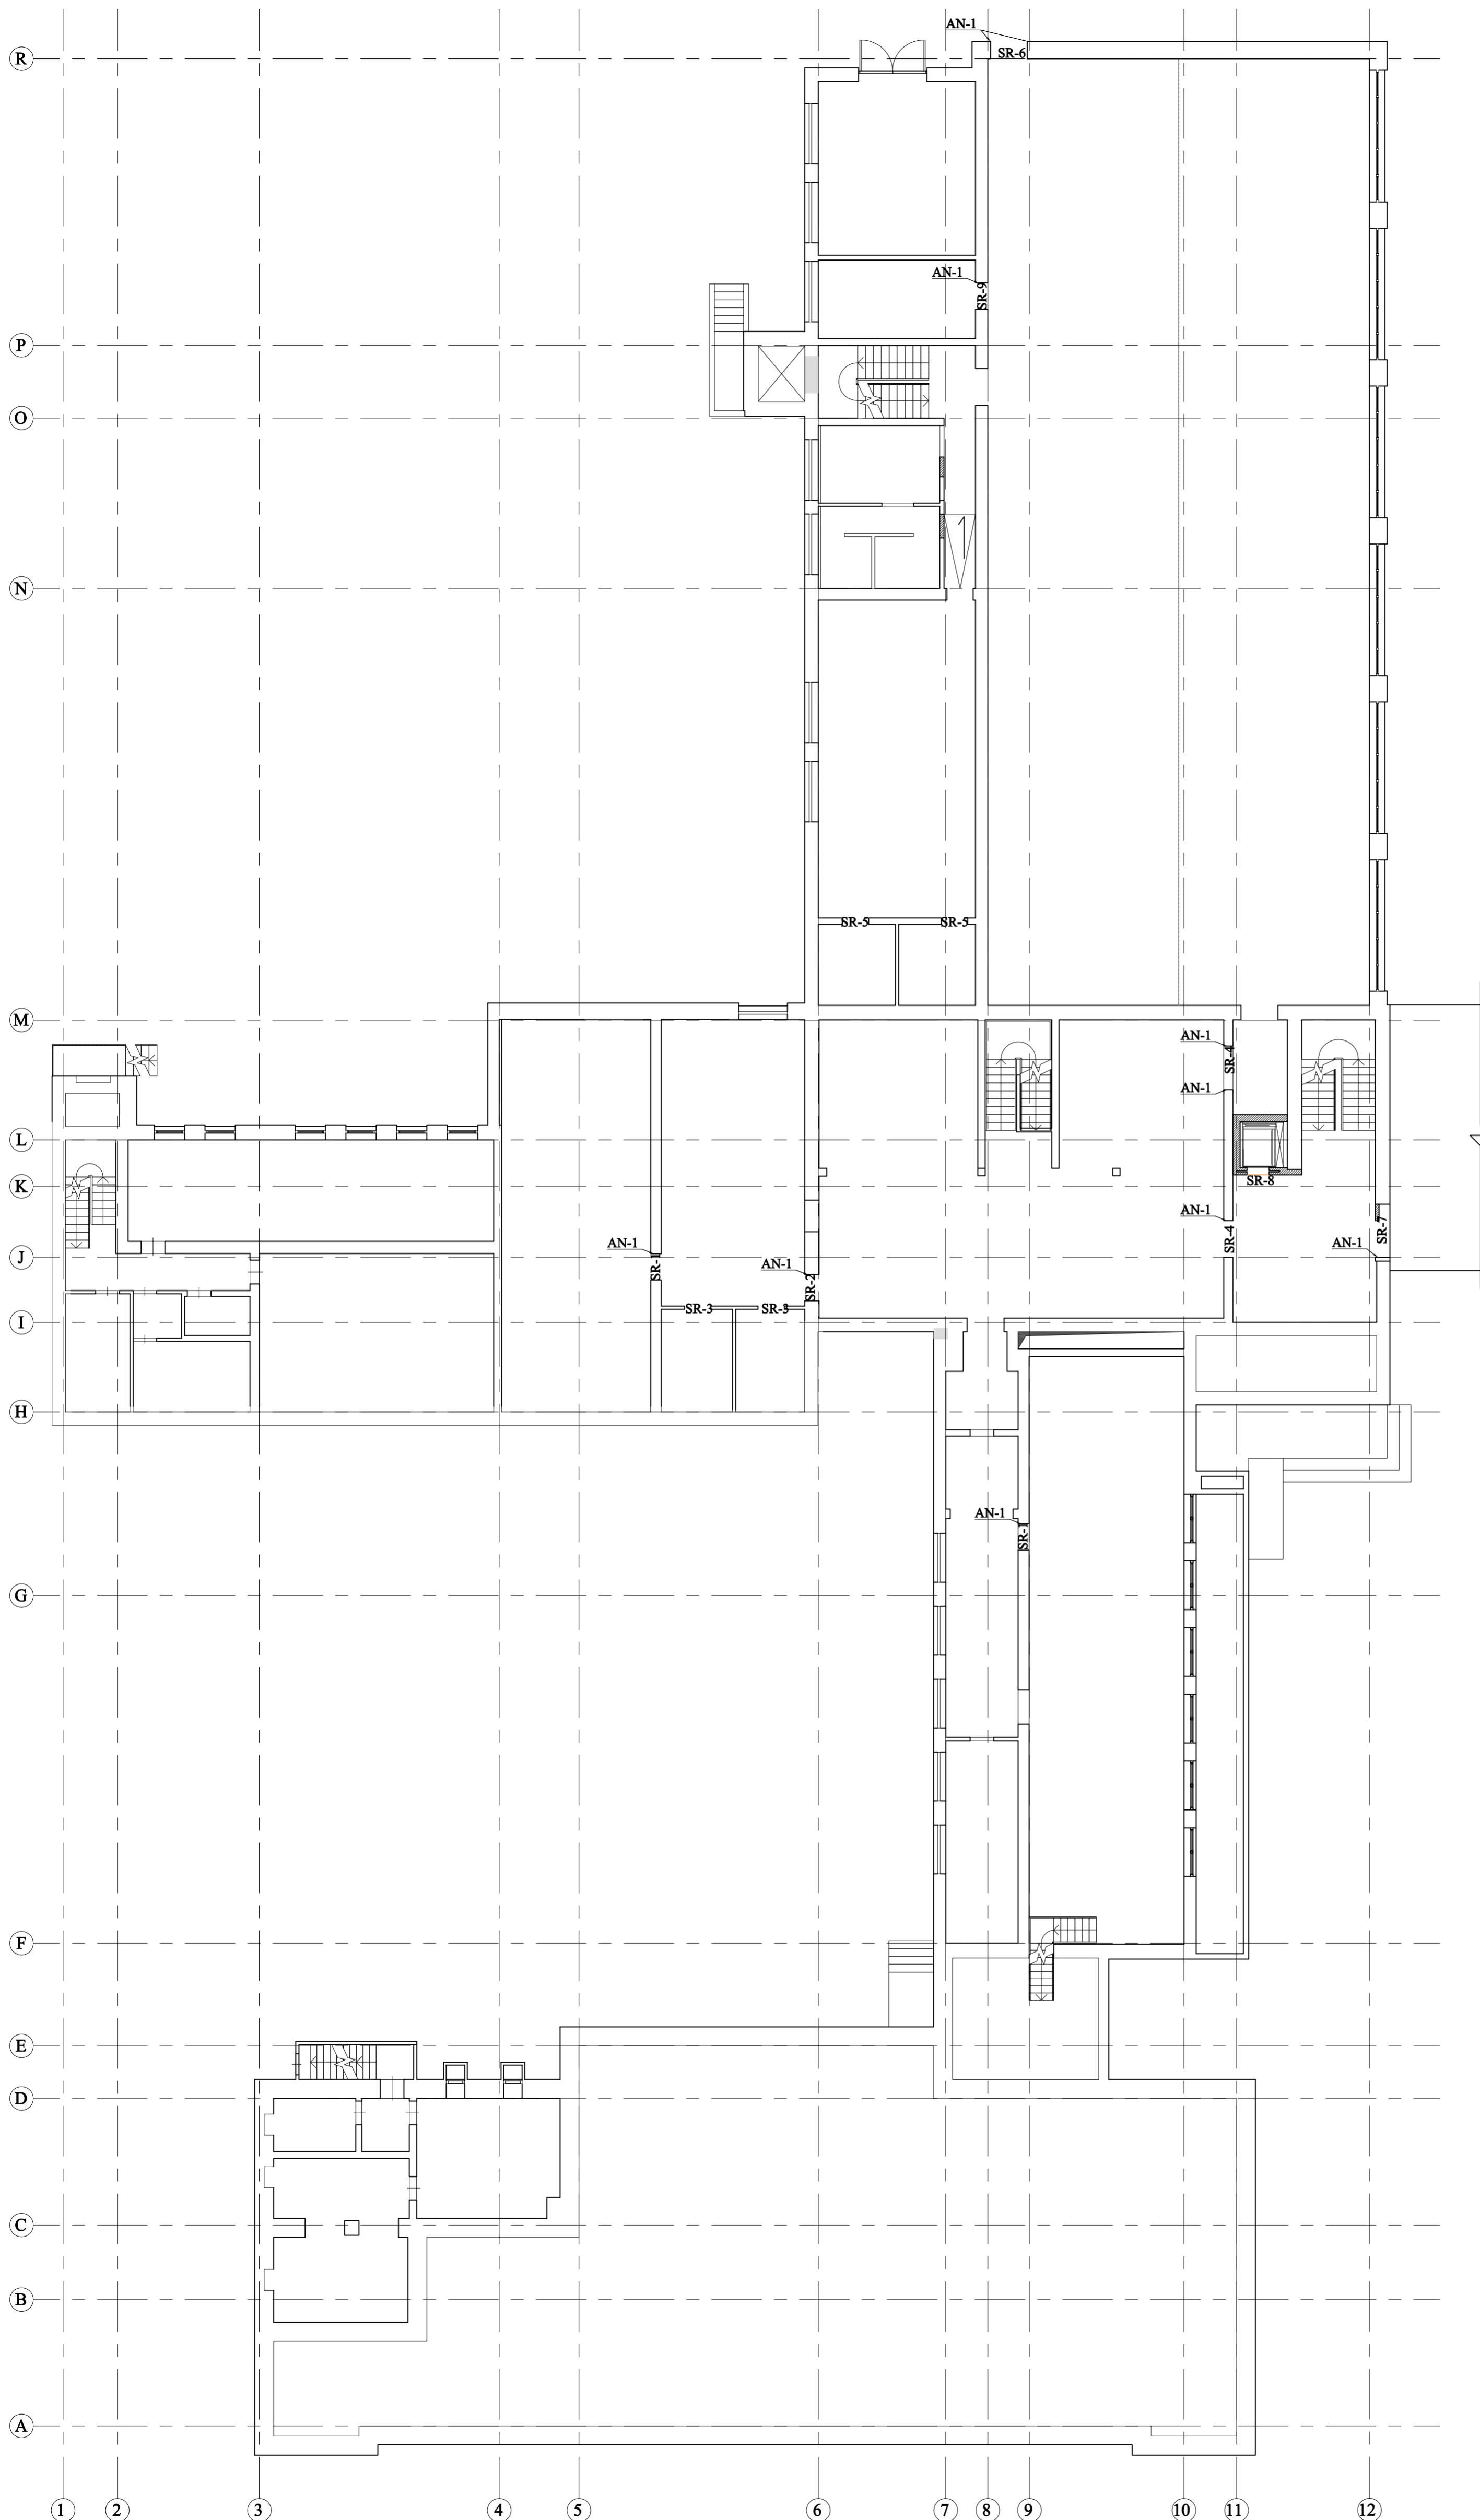 AN-1
R
SR-6
AN-1
SR-9
P
O
N
SR-5
SR-5
M
AN-1
SR-4
AN-1
L
K
SR-8
AN-1
SR-7
SR-4
AN-1
AN-1
J
SR-1
AN-1
SR-2
SR-3
SR-3
I
H
AN-1
SR-1
G
F
E
D
C
B
A
1 2 3 4 5 6 7 8 9 10 11 12